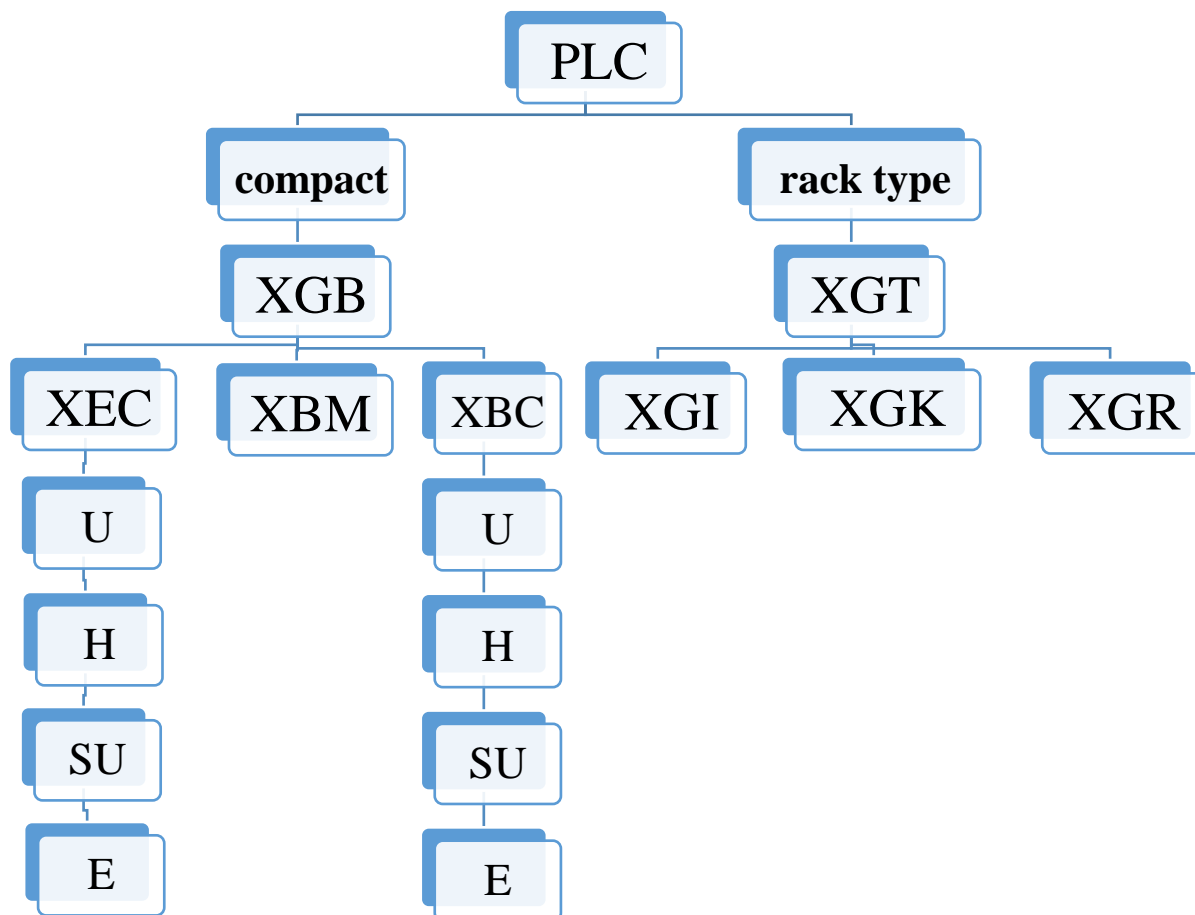 PLC
compact
rack type
XGB
XGT
XEC
XBM
XBC
XGI
XGK
XGR
U
U
H
H
SU
SU
E
E